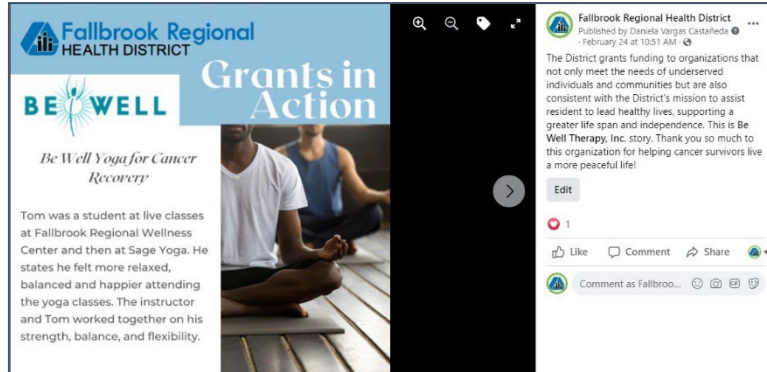 Fallbrook Regional
HEALTH DISTRICT
Grants in
Action
BE WELL
Be Well Yoga for Cancer
Recovery
Tom was a student at live classes
at Fallbrook Regional Wellness
Center and then at Sage Yoga. He
states he felt more relaxed,
balanced and happier attending
the yoga classes. The instructor
and Tom worked together on his
strength, balance, and flexibility.
Fallbrook Regional Health District
Published by Daniela Vargas Castañeda
· February 24 at 10:51 AM ·
The District grants funding to organizations that
not only meet the needs of underserved
individuals and communities but are also
consistent with the District's mission to assist
resident to lead healthy lives, supporting a
greater life span and independence. This is Be
Well Therapy, Inc. story. Thank you so much to
this organization for helping cancer survivors live
a more peaceful life!
Edit
1
Like Comment Share
Comment as Fallbroo...
GIF